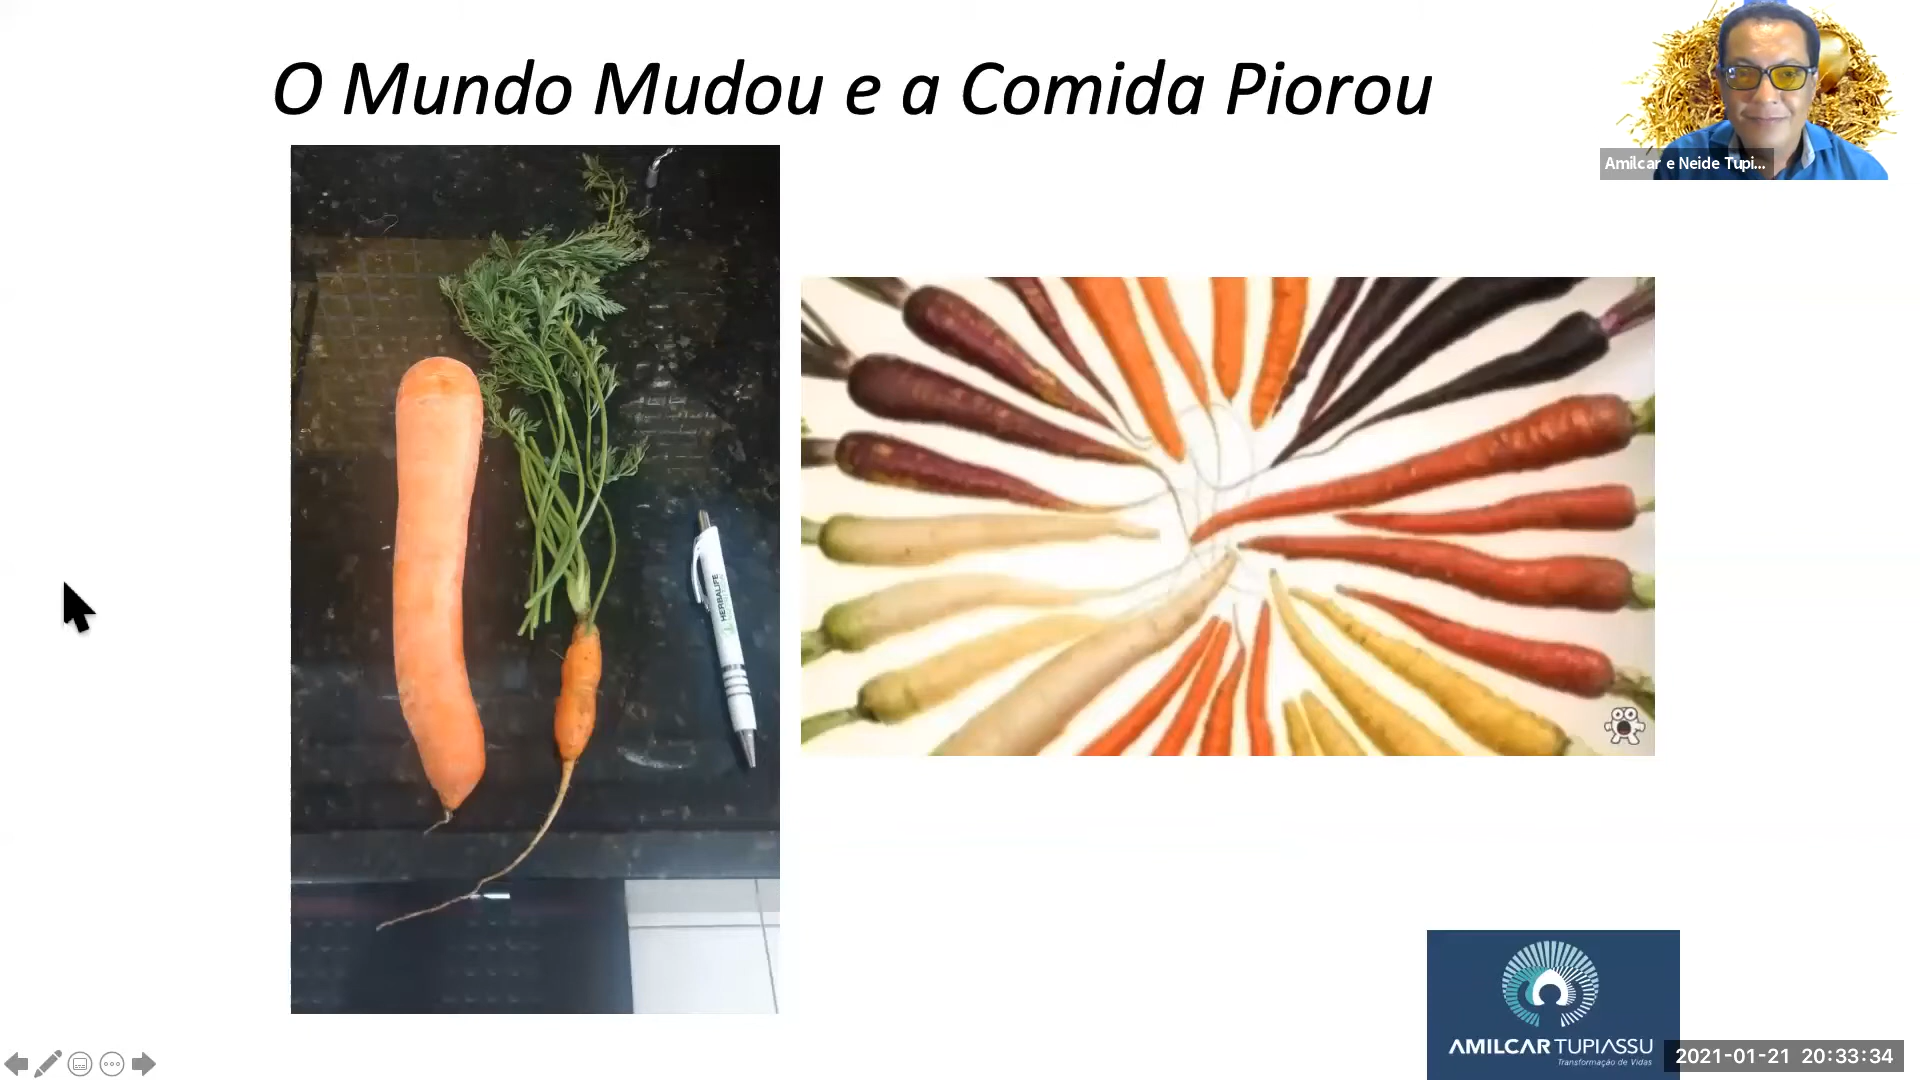 O Mundo Mudou e a Comida Piorou
Amilcar e Neide Tupi...
HERBALIFE
AMILCAR TUPIASSU
Transformação de Vidas
2021-01-21 20:33:34